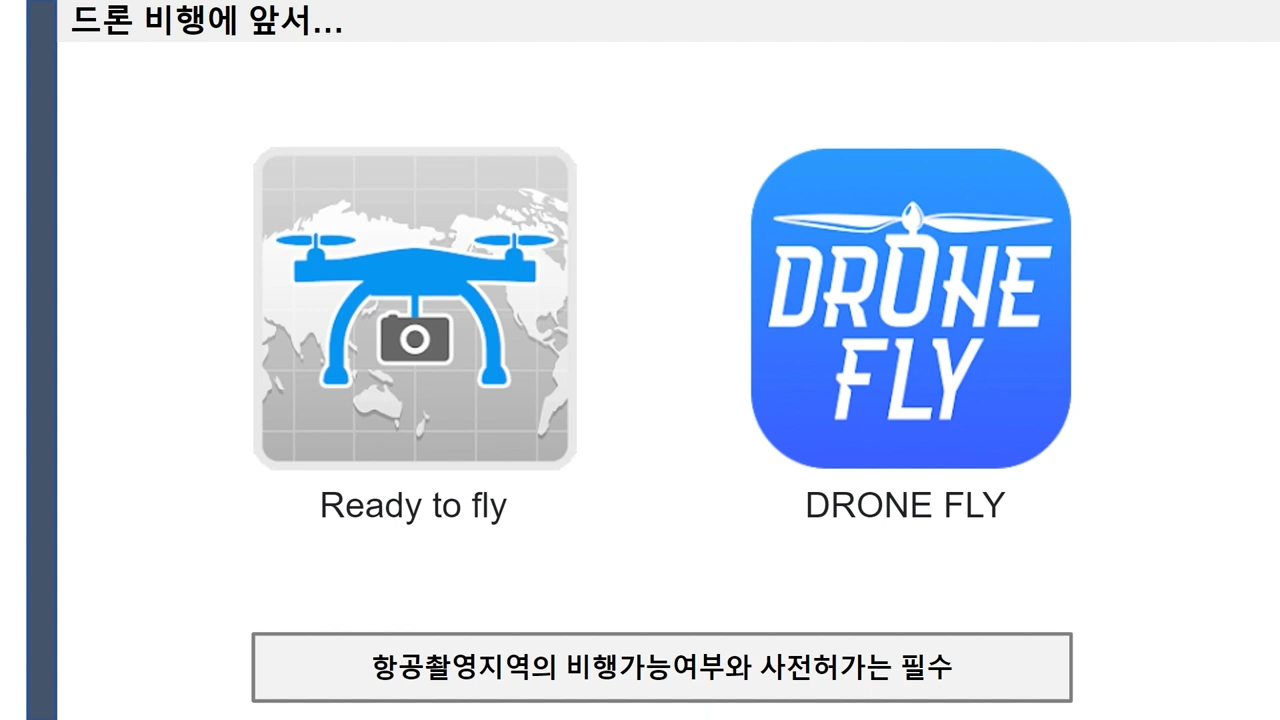 드론 비행에 앞서...
DRONE
FLY
Ready to fly
DRONE FLY
항공촬영지역의 비행가능여부와 사전허가는 필수